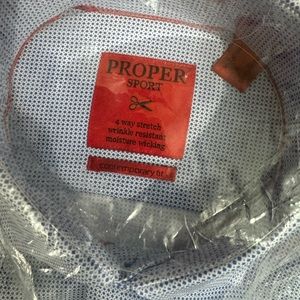 PROPER
SPORT
4 way stretch
wrinkle resistant
moisture wicking
contemporary fit